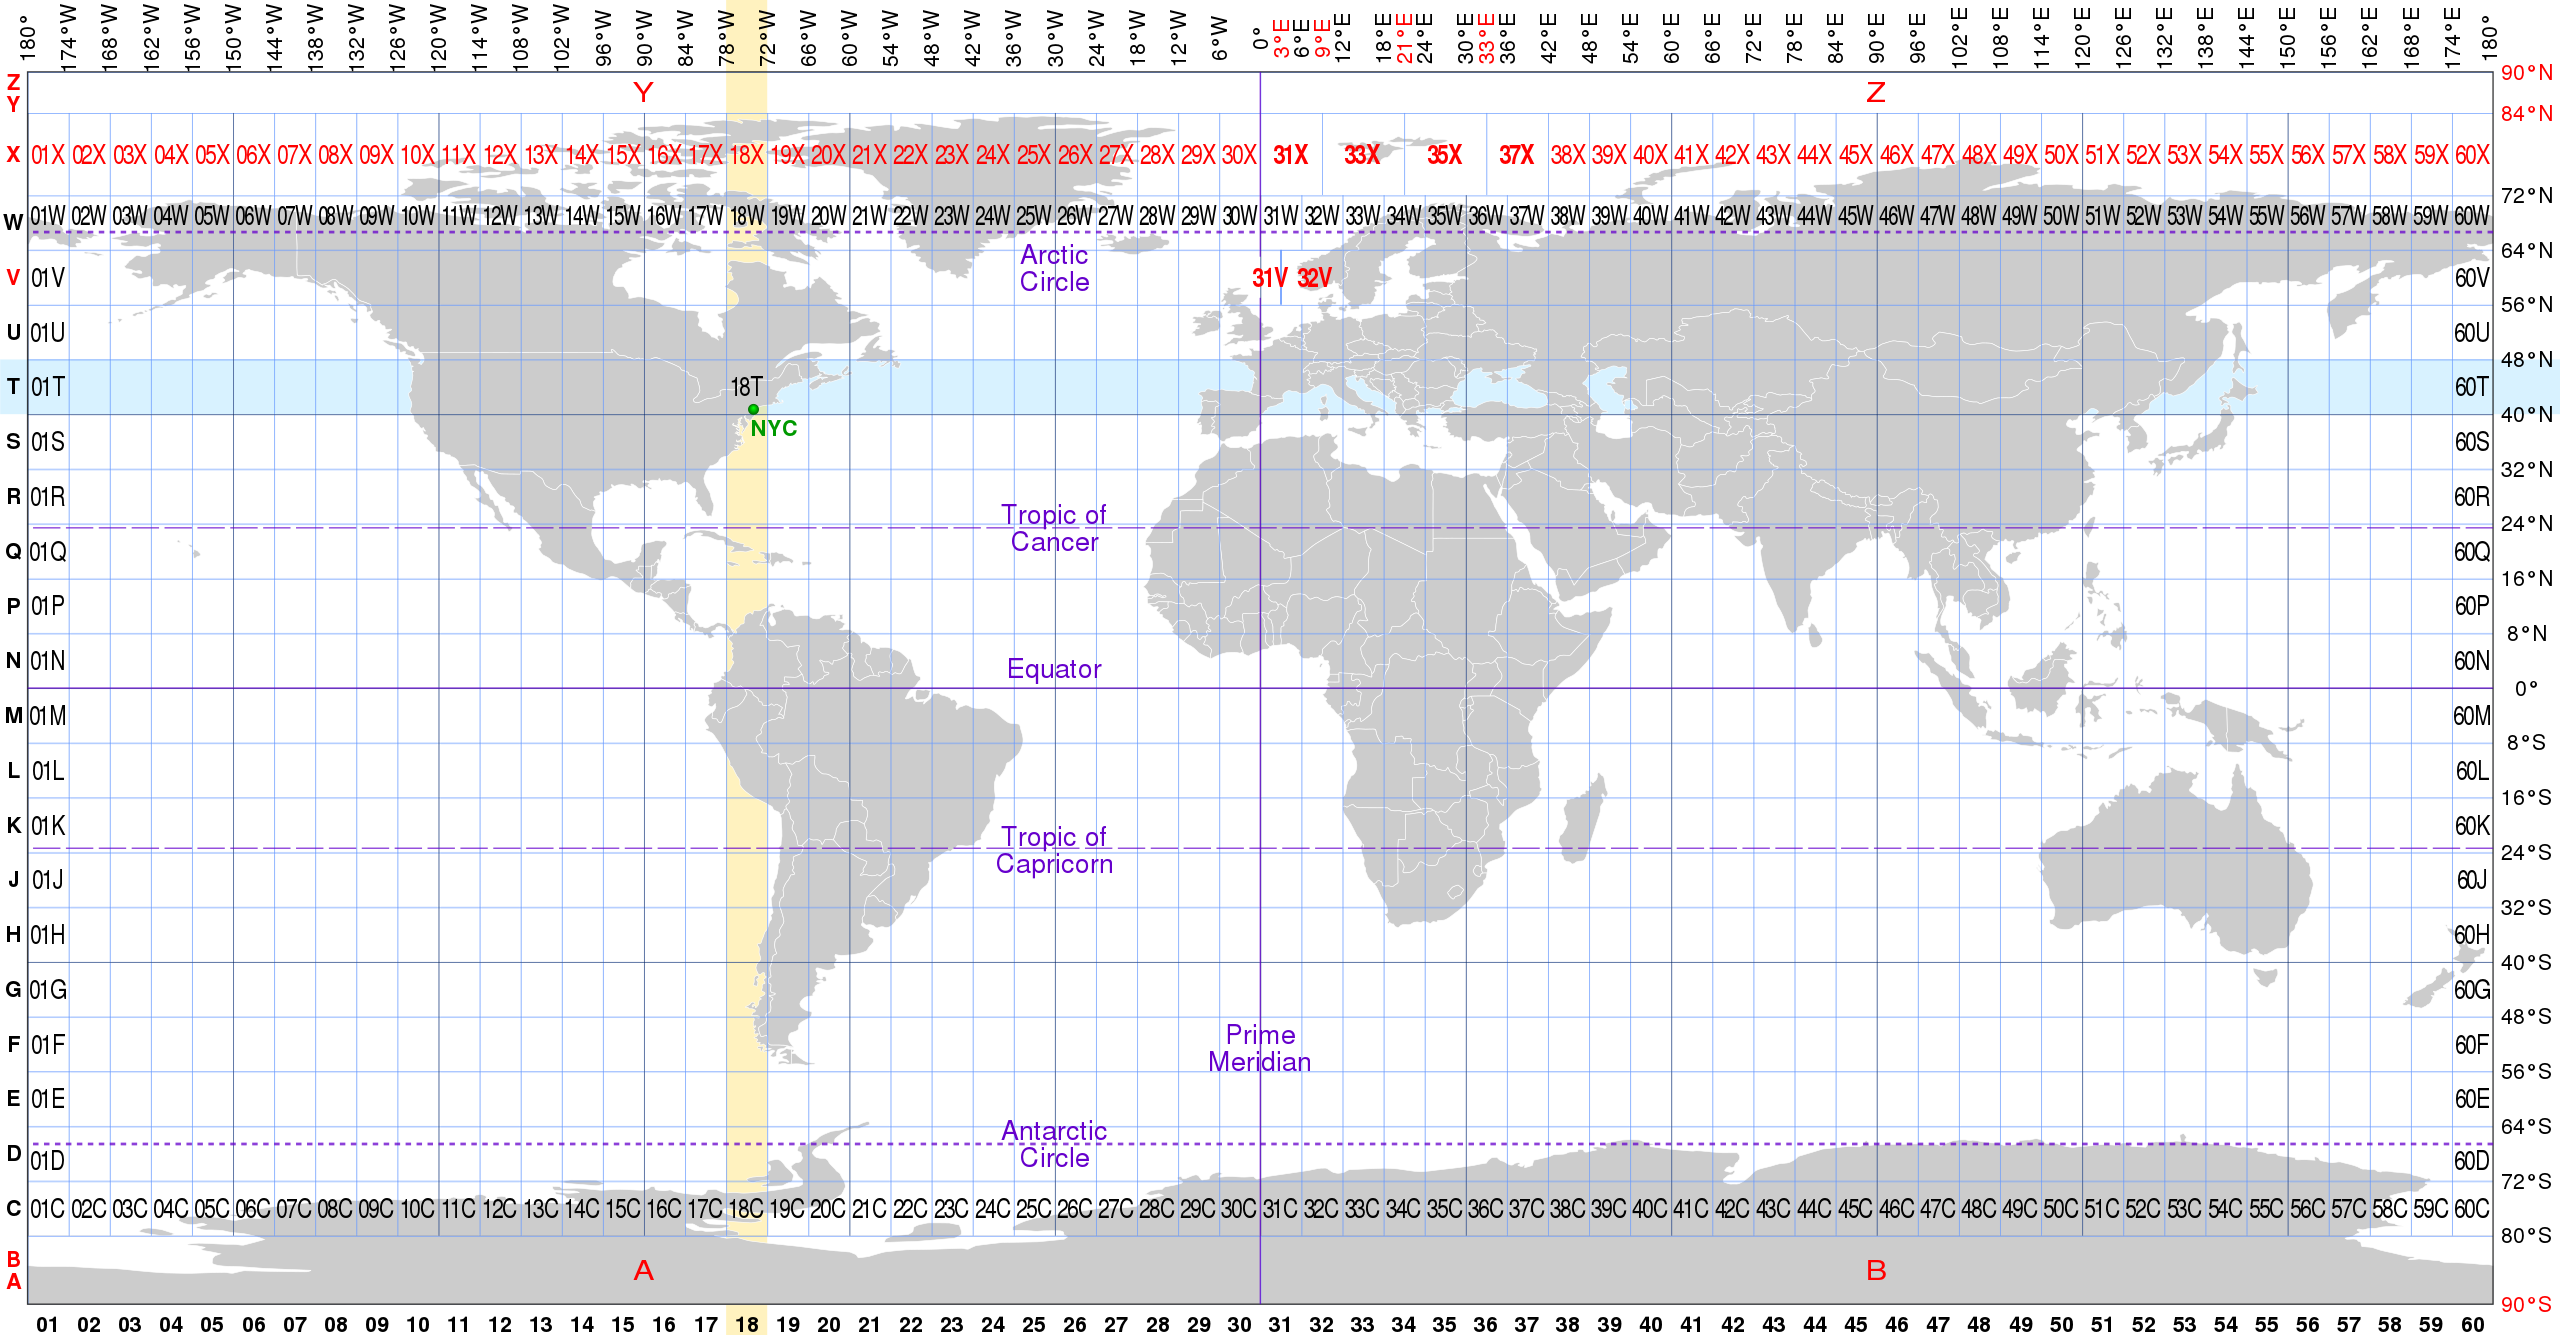 180° 174°W 168°W 162°W 156°W 150°W 144°W 138°W 132°W 126°W 120°W 114°W 108°W 102°W 96°W 90°W 84°W 78°W 72°W 66°W 60°W 54°W 48°W 42°W 36°W 30°W 24°W 18°W 12°W 6°W 0° 3°E 6°E 9°E 12°E 18°E 21°E 24°E 30°E 33°E 36°E 42°E 48°E 54°E 60°E 66°E 72°E 78°E 84°E 90°E 96°E 102°E 108°E 114°E 120°E 126°E 132°E 138°E 144°E 150°E 156°E 162°E 168°E 174°E 180°
90°N
Z
Y Y Z
84°N
X 01X 02X 03X 04X 05X 06X 07X 08X 09X 10X 11X 12X 13X 14X 15X 16X 17X 18X 19X 20X 21X 22X 23X 24X 25X 26X 27X 28X 29X 30X 31X 33X 35X 37X 38X 39X 40X 41X 42X 43X 44X 45X 46X 47X 48X 49X 50X 51X 52X 53X 54X 55X 56X 57X 58X 59X 60X
72°N
W 01W 02W 03W 04W 05W 06W 07W 08W 09W 10W 11W 12W 13W 14W 15W 16W 17W 18W 19W 20W 21W 22W 23W 24W 25W 26W 27W 28W 29W 30W 31W 32W 33W 34W 35W 36W 37W 38W 39W 40W 41W 42W 43W 44W 45W 46W 47W 48W 49W 50W 51W 52W 53W 54W 55W 56W 57W 58W 59W 60W
64°N
Arctic
Circle
V 01V 31V 32V 60V
56°N
U 01U 60U
48°N
T 01T 18T 60T
40°N
NYC
S 01S 60S
32°N
R 01R 60R
Tropic of
Cancer
24°N
Q 01Q 60Q
16°N
P 01P 60P
8°N
N 01N 60N
Equator
0°
M 01M 60M
8°S
L 01L 60L
16°S
K 01K 60K
Tropic of
Capricorn
24°S
J 01J 60J
32°S
H 01H 60H
40°S
G 01G 60G
48°S
Prime
Meridian
F 01F 60F
56°S
E 01E 60E
64°S
Antarctic
Circle
D 01D 60D
72°S
C 01C 02C 03C 04C 05C 06C 07C 08C 09C 10C 11C 12C 13C 14C 15C 16C 17C 18C 19C 20C 21C 22C 23C 24C 25C 26C 27C 28C 29C 30C 31C 32C 33C 34C 35C 36C 37C 38C 39C 40C 41C 42C 43C 44C 45C 46C 47C 48C 49C 50C 51C 52C 53C 54C 55C 56C 57C 58C 59C 60C
80°S
B
A A B
90°S
01 02 03 04 05 06 07 08 09 10 11 12 13 14 15 16 17 18 19 20 21 22 23 24 25 26 27 28 29 30 31 32 33 34 35 36 37 38 39 40 41 42 43 44 45 46 47 48 49 50 51 52 53 54 55 56 57 58 59 60